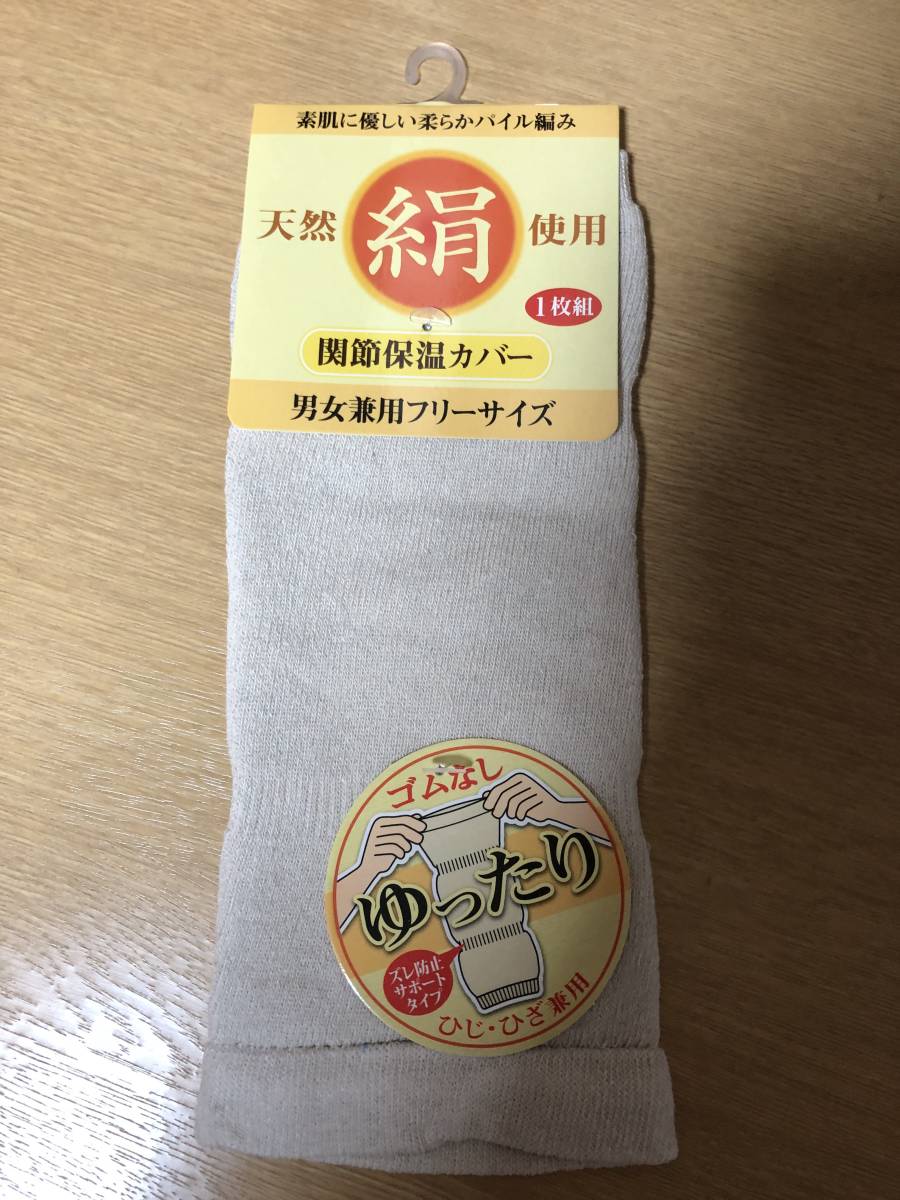 素肌に優しい柔らかパイル編み
天然 絹 使用
1枚組
関節保温カバー
男女兼用フリーサイズ
ゴムなし
ゆったり
ズレ防止
サポート
タイプ
ひじ・ひざ兼用